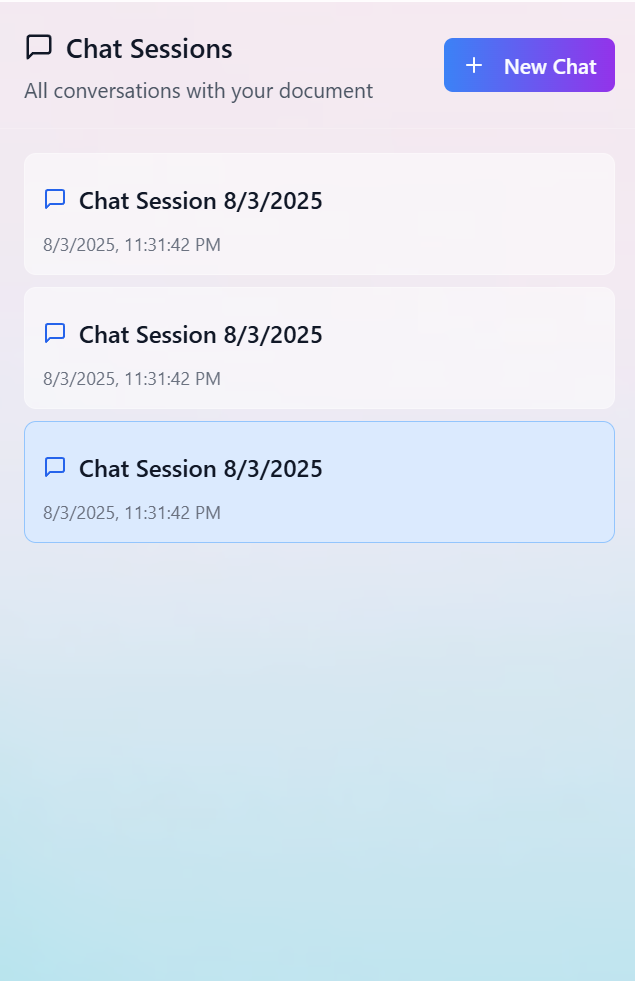 Chat Sessions
New Chat
All conversations with your document
Chat Session 8/3/2025
8/3/2025, 11:31:42 PM
Chat Session 8/3/2025
8/3/2025, 11:31:42 PM
Chat Session 8/3/2025
8/3/2025, 11:31:42 PM